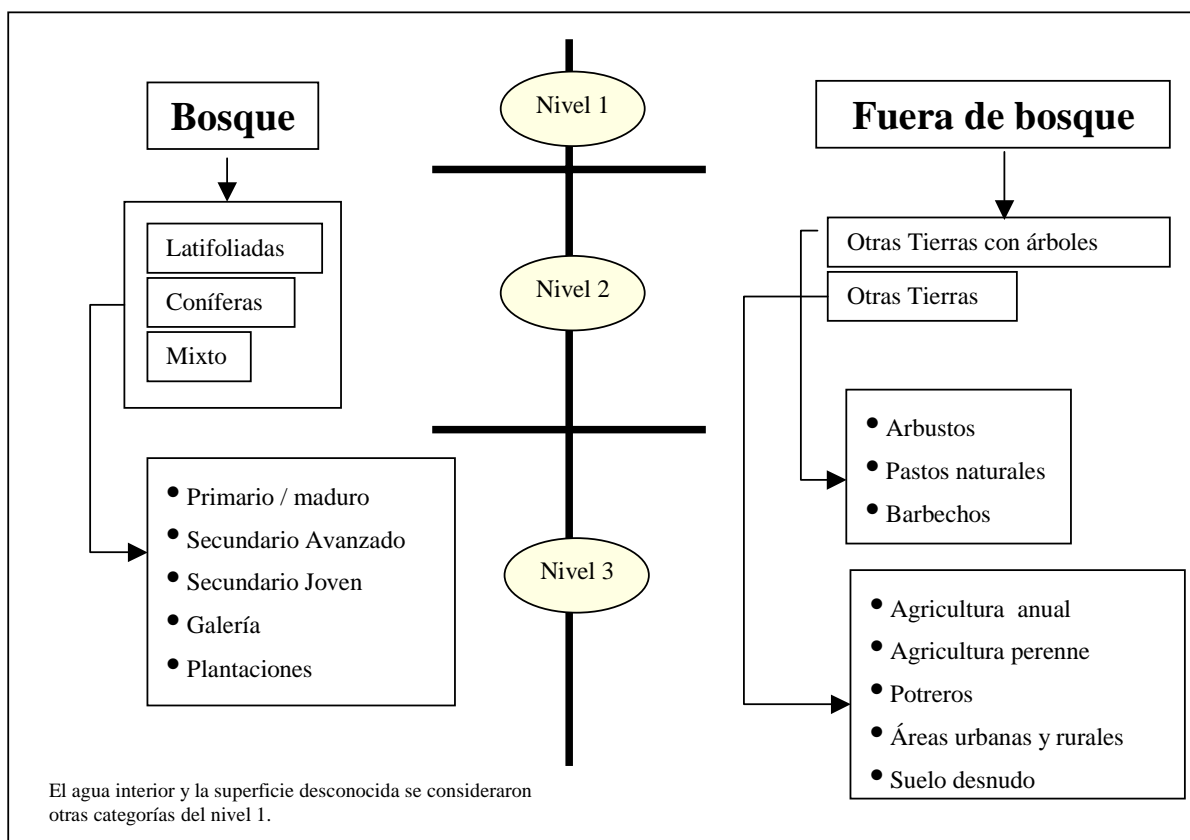 Bosque
Nivel 1
Fuera de bosque
Latifoliadas
Coníferas
Mixto
Nivel 2
Otras Tierras con árboles
Otras Tierras
• Primario / maduro
• Secundario Avanzado
• Secundario Joven
• Galería
• Plantaciones
Nivel 3
• Arbustos
• Pastos naturales
• Barbechos
• Agricultura anual
• Agricultura perenne
• Potreros
• Áreas urbanas y rurales
• Suelo desnudo
El agua interior y la superficie desconocida se consideraron
otras categorías del nivel 1.